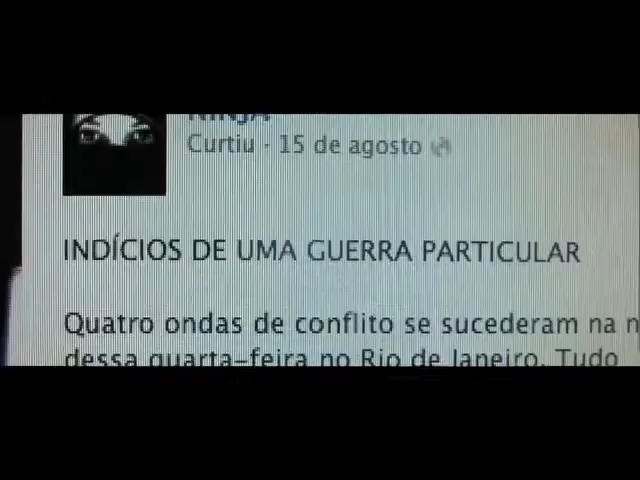 NINJA
Curtiu · 15 de agosto
INDÍCIOS DE UMA GUERRA PARTICULAR
Quatro ondas de conflito se sucederam na
dessa quarta-feira no Rio de Janeiro. Tudo